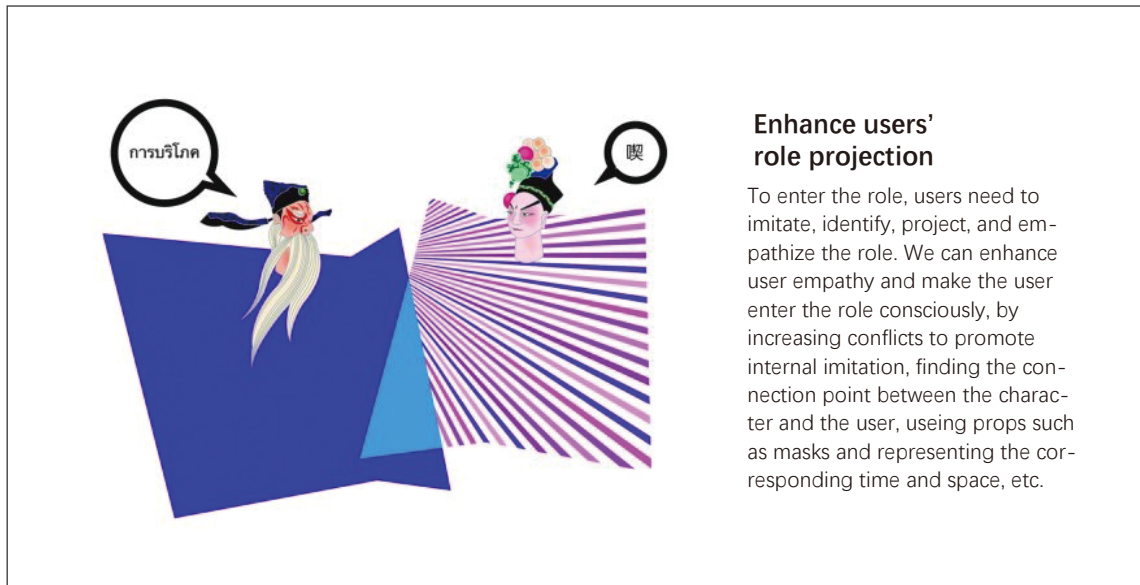 การบริโภค
喫
Enhance users'
role projection
To enter the role, users need to
imitate, identify, project, and em-
pathize the role. We can enhance
user empathy and make the user
enter the role consciously, by
increasing conflicts to promote
internal imitation, finding the con-
nection point between the charac-
ter and the user, useing props such
as masks and representing the cor-
responding time and space, etc.